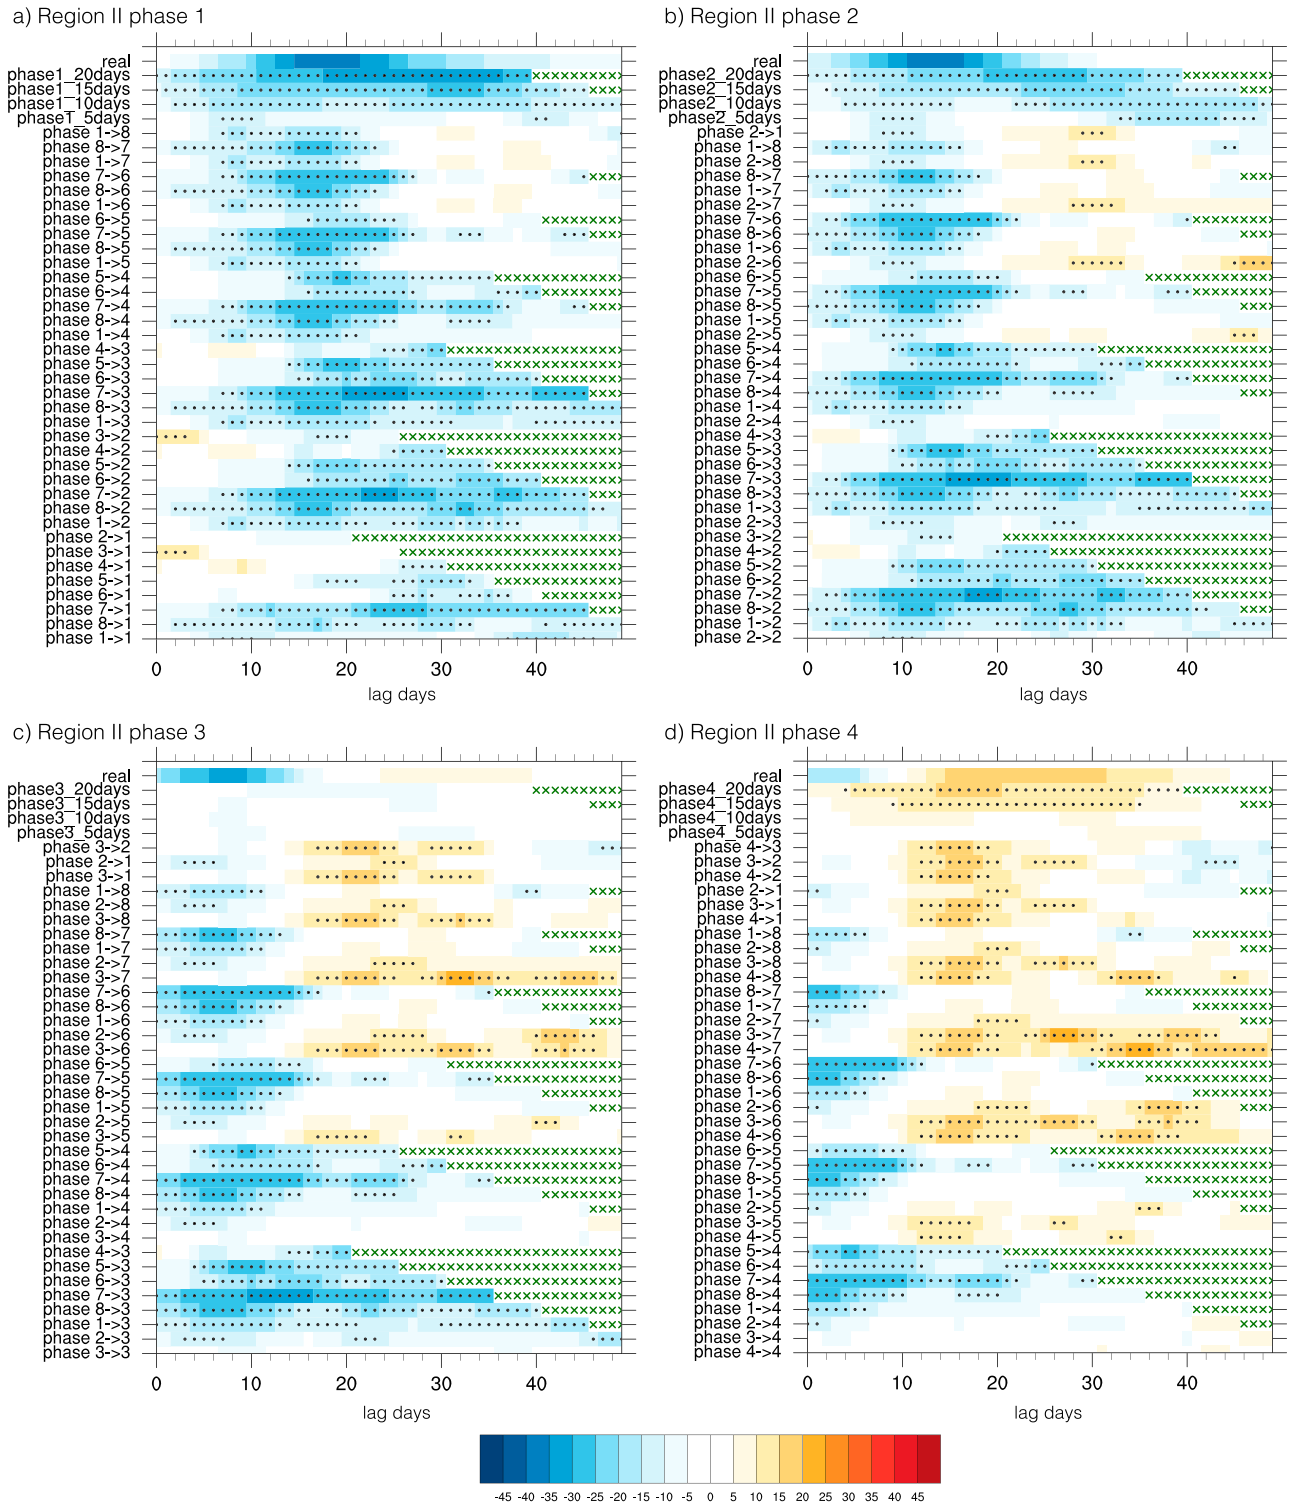 a) Region II phase 1
real
phase1_20days
phase1_15days
phase1_10days
phase1_5days
phase 1->8
phase 8->7
phase 1->7
phase 7->6
phase 8->6
phase 1->6
phase 6->5
phase 7->5
phase 8->5
phase 1->5
phase 5->4
phase 6->4
phase 7->4
phase 8->4
phase 1->4
phase 4->3
phase 5->3
phase 6->3
phase 7->3
phase 8->3
phase 1->3
phase 3->2
phase 4->2
phase 5->2
phase 6->2
phase 7->2
phase 8->2
phase 1->2
phase 2->1
phase 3->1
phase 4->1
phase 5->1
phase 6->1
phase 7->1
phase 8->1
phase 1->1
0 10 20 30 40
lag days
b) Region II phase 2
real
phase2_20days
phase2_15days
phase2_10days
phase2_5days
phase 2->1
phase 1->8
phase 2->8
phase 8->7
phase 1->7
phase 2->7
phase 7->6
phase 8->6
phase 1->6
phase 2->6
phase 6->5
phase 7->5
phase 8->5
phase 1->5
phase 2->5
phase 5->4
phase 6->4
phase 7->4
phase 8->4
phase 1->4
phase 2->4
phase 4->3
phase 5->3
phase 6->3
phase 7->3
phase 8->3
phase 1->3
phase 2->3
phase 3->2
phase 4->2
phase 5->2
phase 6->2
phase 7->2
phase 8->2
phase 1->2
phase 2->2
0 10 20 30 40
lag days
c) Region II phase 3
real
phase3_20days
phase3_15days
phase3_10days
phase3_5days
phase 3->2
phase 2->1
phase 3->1
phase 1->8
phase 2->8
phase 3->8
phase 8->7
phase 1->7
phase 2->7
phase 3->7
phase 7->6
phase 8->6
phase 1->6
phase 2->6
phase 3->6
phase 6->5
phase 7->5
phase 8->5
phase 1->5
phase 2->5
phase 3->5
phase 5->4
phase 6->4
phase 7->4
phase 8->4
phase 1->4
phase 2->4
phase 3->4
phase 4->3
phase 5->3
phase 6->3
phase 7->3
phase 8->3
phase 1->3
phase 2->3
phase 3->3
0 10 20 30 40
lag days
d) Region II phase 4
real
phase4_20days
phase4_15days
phase4_10days
phase4_5days
phase 4->3
phase 3->2
phase 4->2
phase 2->1
phase 3->1
phase 4->1
phase 1->8
phase 2->8
phase 3->8
phase 4->8
phase 8->7
phase 1->7
phase 2->7
phase 3->7
phase 4->7
phase 7->6
phase 8->6
phase 1->6
phase 2->6
phase 3->6
phase 4->6
phase 6->5
phase 7->5
phase 8->5
phase 1->5
phase 2->5
phase 3->5
phase 4->5
phase 5->4
phase 6->4
phase 7->4
phase 8->4
phase 1->4
phase 2->4
phase 3->4
phase 4->4
0 10 20 30 40
lag days
-45 -40 -35 -30 -25 -20 -15 -10 -5 0 5 10 15 20 25 30 35 40 45